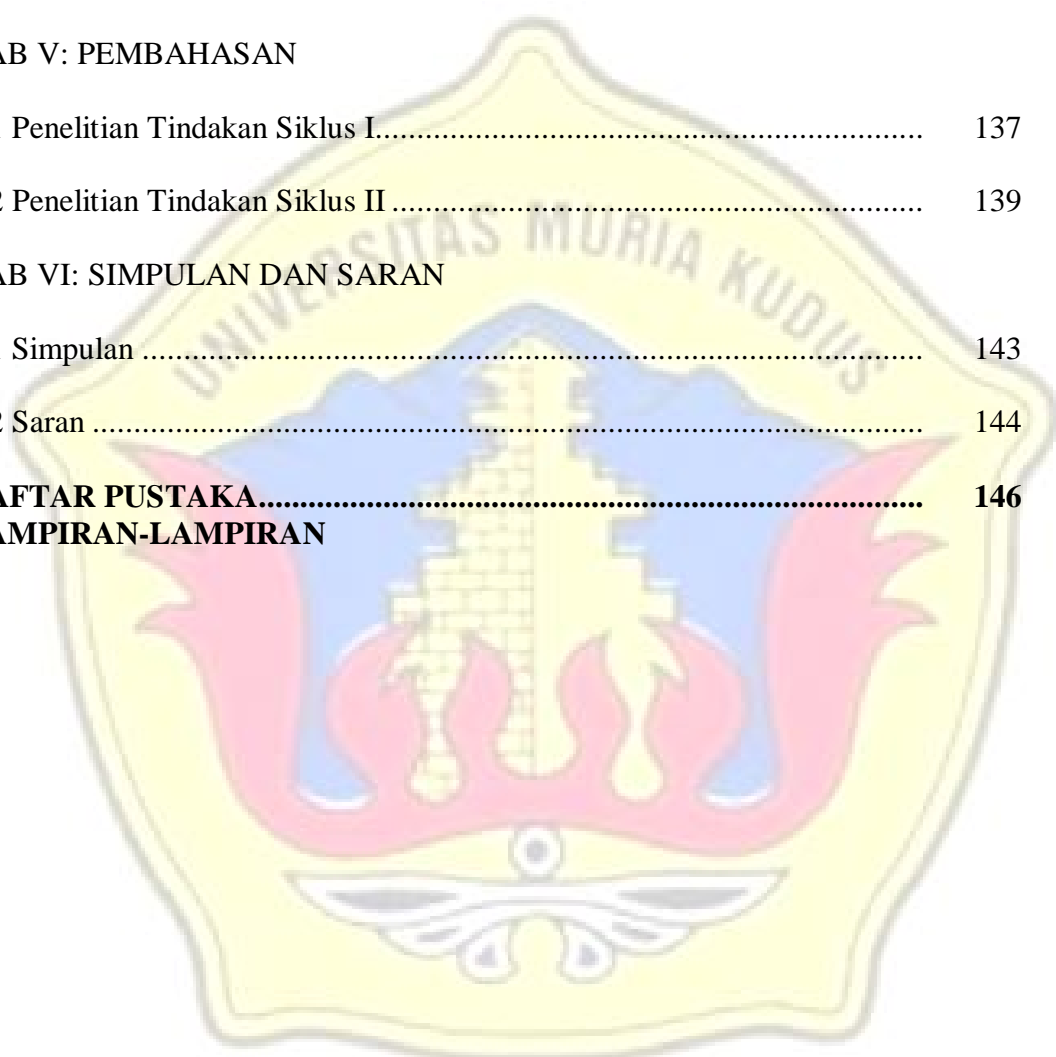 AB V: PEMBAHASAN
Penelitian Tindakan Siklus I.................................................................... 137
2 Penelitian Tindakan Siklus II .................................................................. 139
AB VI: SIMPULAN DAN SARAN
Simpulan ................................................................................................. 143
2 Saran ....................................................................................................... 144
AFTAR PUSTAKA................................................................................... 146
AMPIRAN-LAMPIRAN
UNIVERSITAS MURIA KUDUS